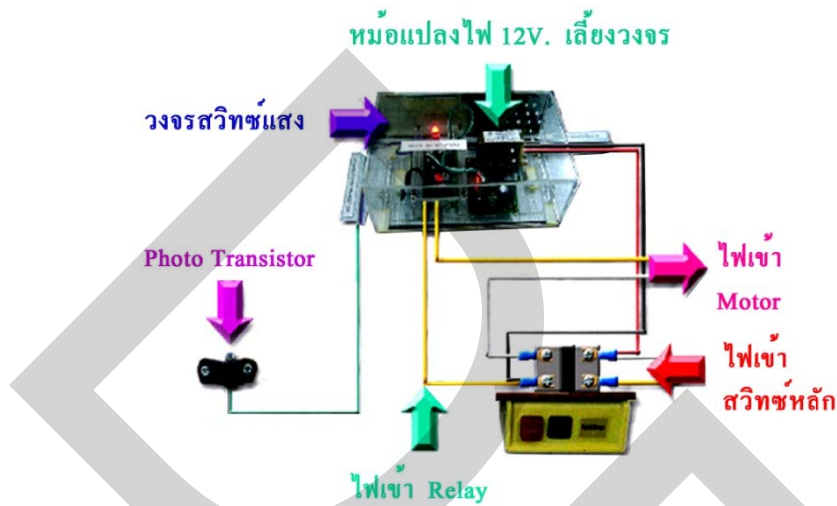 หม้อแปลงไฟ 12V. เลี้ยงวงจร
วงจรสวิทซ์แสง
Photo Transistor
ไฟเข้า
Motor
ไฟเข้า
สวิทซ์หลัก
ไฟเข้า Relay